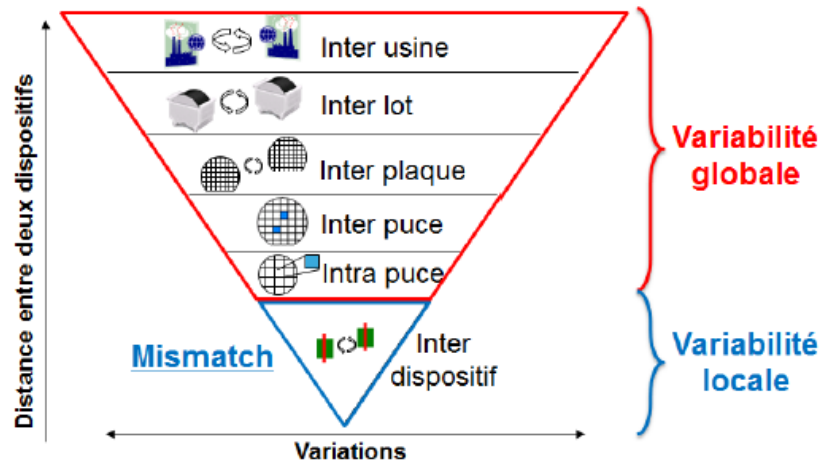 Distance entre deux dispositifs
Inter usine
Inter lot
Inter plaque
Inter puce
Intra puce
Variabilité
globale
Mismatch
Inter
dispositif
Variabilité
locale
Variations